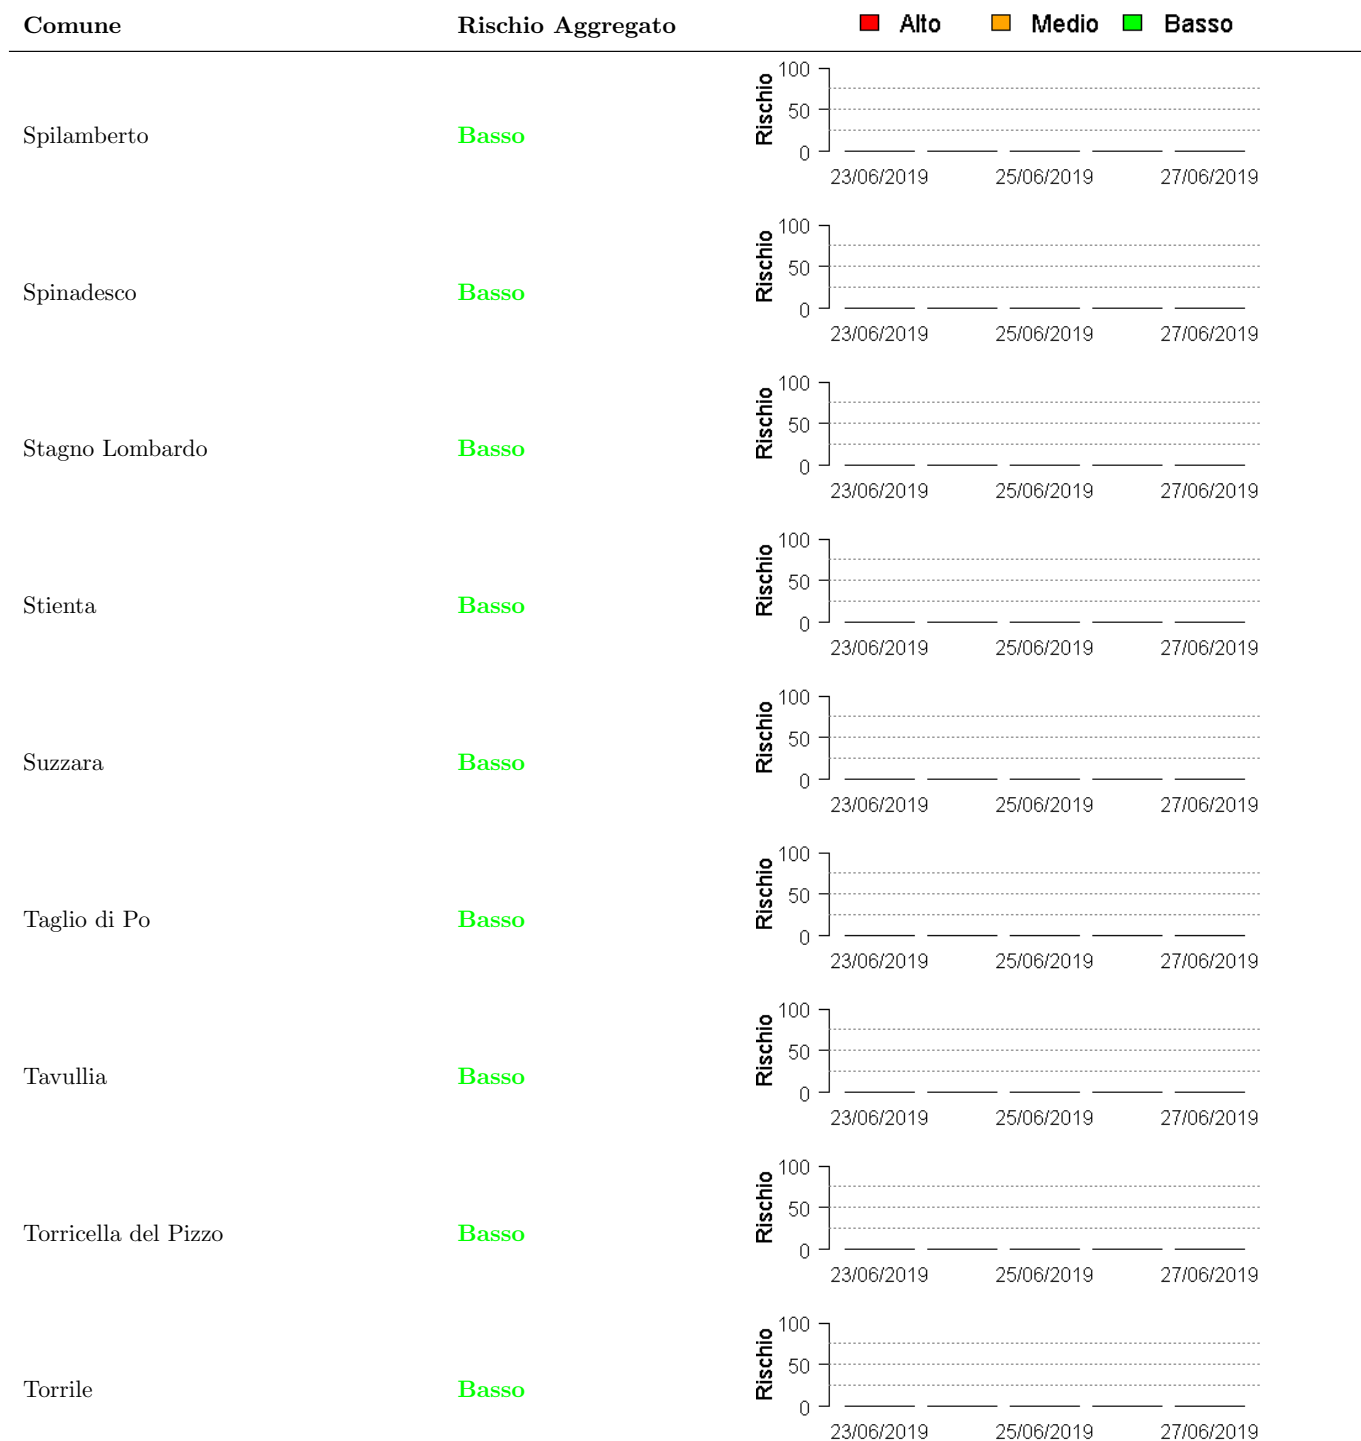 Comune Rischio Aggregato Alto Medio Basso
Spilamberto Basso
Rischio
100
50
0
23/06/2019 25/06/2019 27/06/2019
Spinadesco Basso
Rischio
100
50
0
23/06/2019 25/06/2019 27/06/2019
Stagno Lombardo Basso
Rischio
100
50
0
23/06/2019 25/06/2019 27/06/2019
Stienta Basso
Rischio
100
50
0
23/06/2019 25/06/2019 27/06/2019
Suzzara Basso
Rischio
100
50
0
23/06/2019 25/06/2019 27/06/2019
Taglio di Po Basso
Rischio
100
50
0
23/06/2019 25/06/2019 27/06/2019
Tavullia Basso
Rischio
100
50
0
23/06/2019 25/06/2019 27/06/2019
Torricella del Pizzo Basso
Rischio
100
50
0
23/06/2019 25/06/2019 27/06/2019
Torrile Basso
Rischio
100
50
0
23/06/2019 25/06/2019 27/06/2019